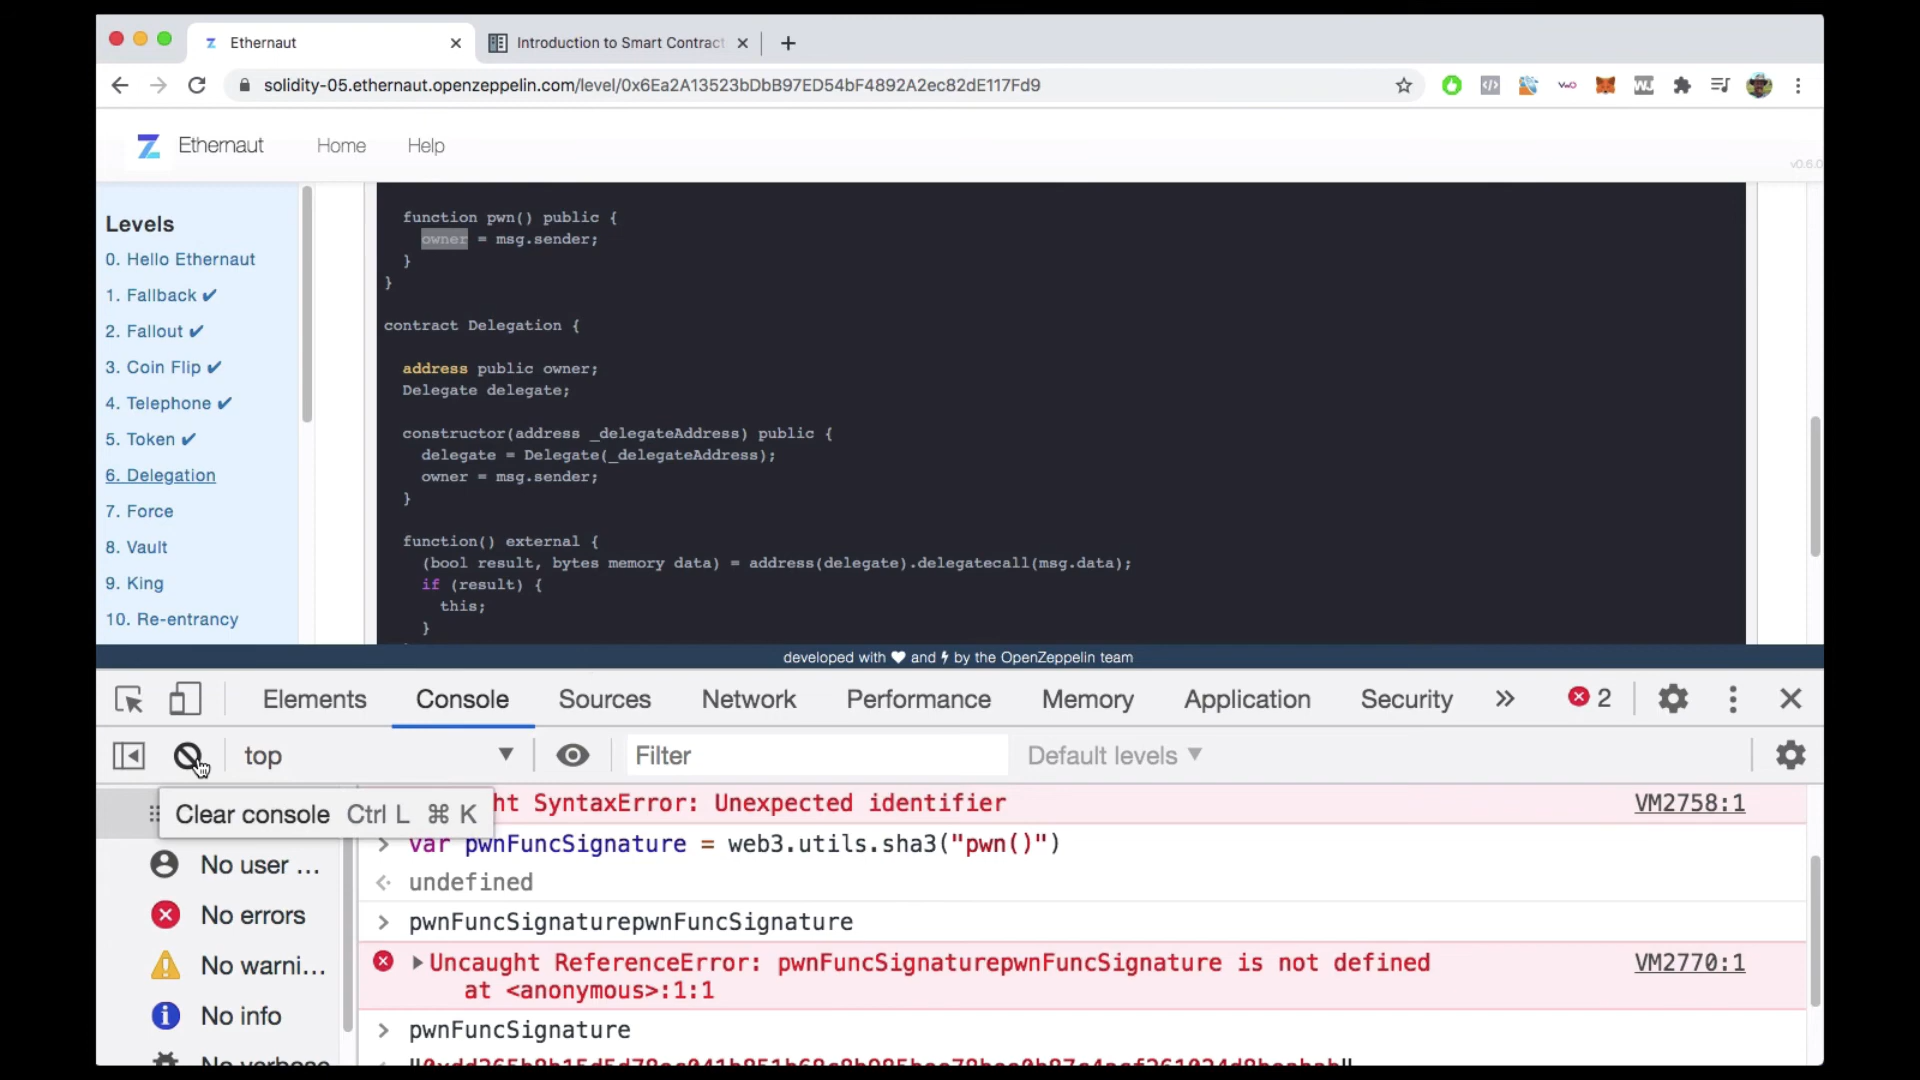 Ethernaut
Introduction to Smart Contract
solidity-05.ethernaut.openzeppelin.com/level/0x6Ea2A13523bDbB97ED54bF4892A2ec82dE117Fd9
Ethernaut
Home
Help
v0.6.0
Levels
0. Hello Ethernaut
1. Fallback ✔
2. Fallout ✔
3. Coin Flip ✔
4. Telephone ✔
5. Token ✔
6. Delegation
7. Force
8. Vault
9. King
10. Re-entrancy
function pwn() public {
owner = msg.sender;
}
}
contract Delegation {
address public owner;
Delegate delegate;
constructor(address _delegateAddress) public {
delegate = Delegate(_delegateAddress);
owner = msg.sender;
}
function() external {
(bool result, bytes memory data) = address(delegate).delegatecall(msg.data);
if (result) {
this;
}
developed with ❤ and by the OpenZeppelin team
Elements
Console
Sources
Network
Performance
Memory
Application
Security
»
2
top
Filter
Default levels
Clear console Ctrl L ⌘ K
No user ...
No errors
No warni...
No info
No verbose
ht SyntaxError: Unexpected identifier
VM2758:1
> var pwnFuncSignature = web3.utils.sha3("pwn()")
undefined
> pwnFuncSignaturepwnFuncSignature
Uncaught ReferenceError: pwnFuncSignaturepwnFuncSignature is not defined
at <anonymous>:1:1
VM2770:1
> pwnFuncSignature